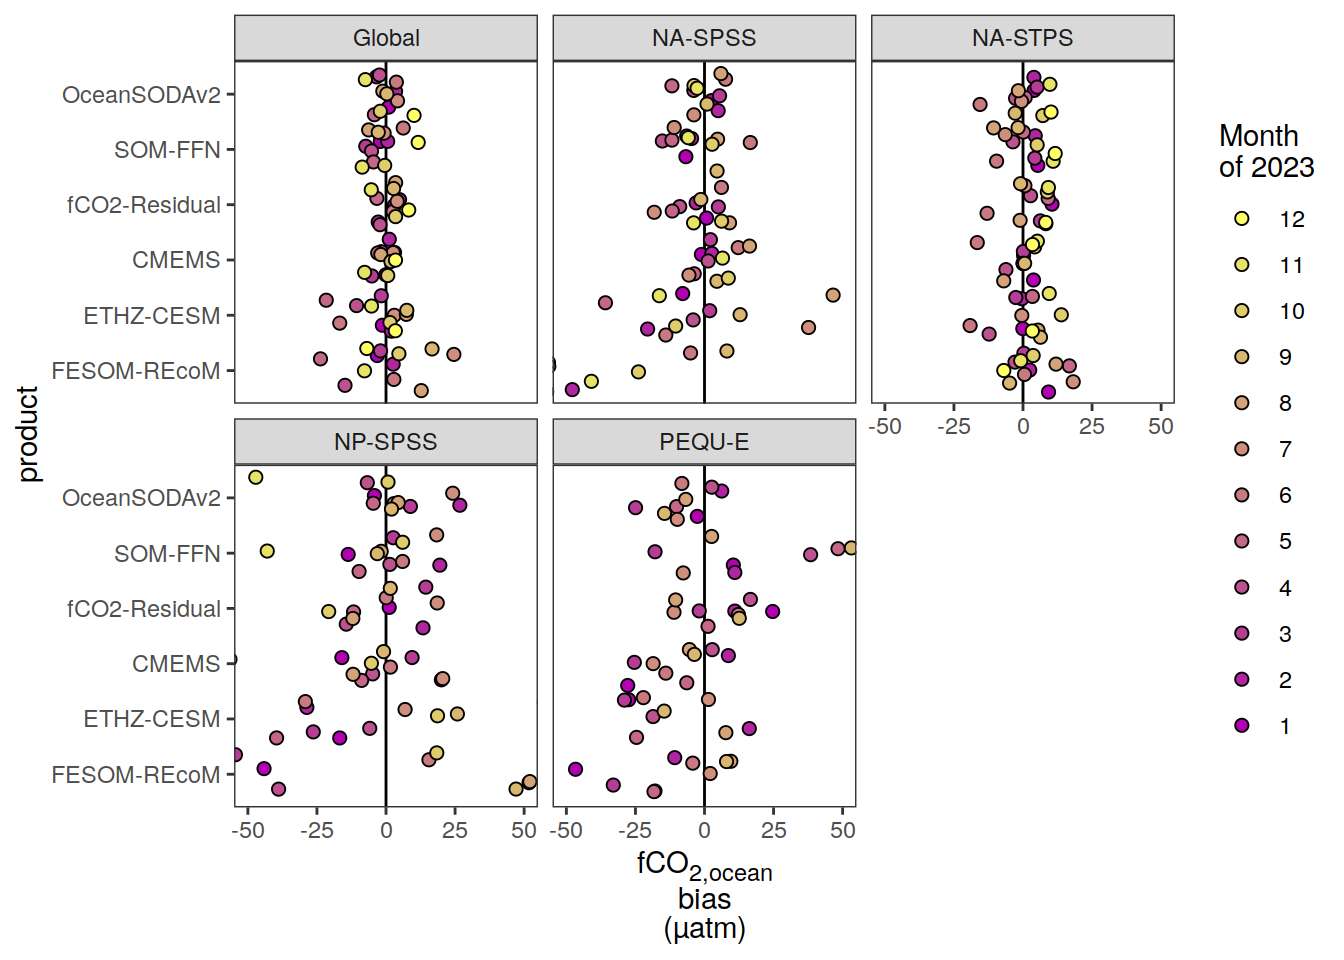 Global
NA-SPSS
NA-STPS
OceanSODAv2
SOM-FFN
fCO2-Residual
CMEMS
ETHZ-CESM
FESOM-REcoM
-50 -25 0 25 50
NP-SPSS
PEQU-E
OceanSODAv2
SOM-FFN
fCO2-Residual
CMEMS
ETHZ-CESM
FESOM-REcoM
-50 -25 0 25 50
-50 -25 0 25 50
product
fCO2,ocean
bias
(µatm)
Month
of 2023
12
11
10
9
8
7
6
5
4
3
2
1